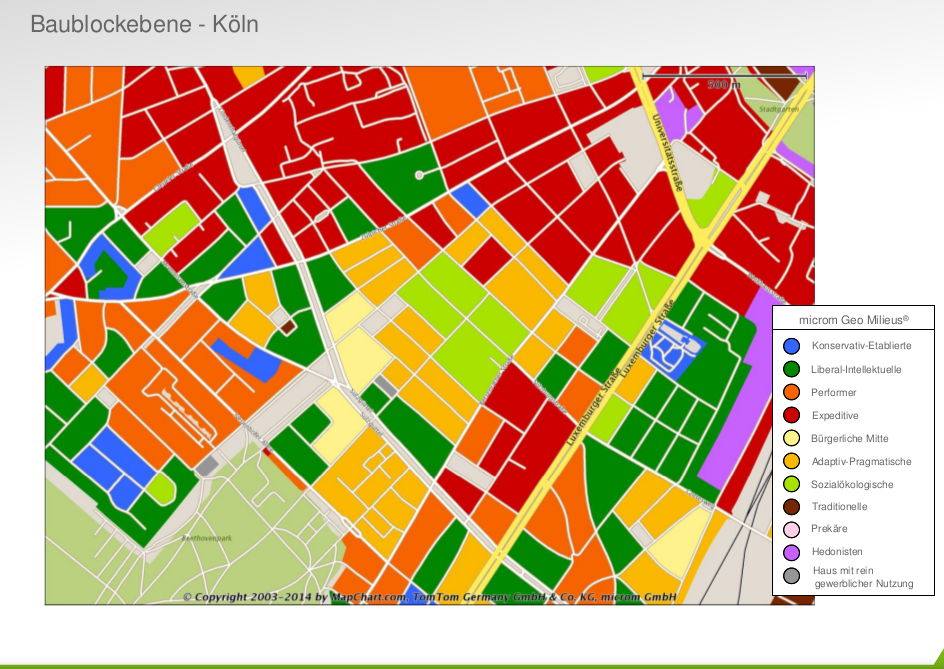 Baublockebene - Köln
500 m
Stadtgarten
Universitätsstraße
Luxemburger Straße
Luxemburger Straße
Beethovenpark
microm Geo Milieus®
Konservativ-Etablierte
Liberal-Intellektuelle
Performer
Expeditive
Bürgerliche Mitte
Adaptiv-Pragmatische
Sozialökologische
Traditionelle
Prekäre
Hedonisten
Haus mit rein
gewerblicher Nutzung
© Copyright 2003-2014 by MapChart.com, TomTom Germany GmbH & Co. KG, microm GmbH